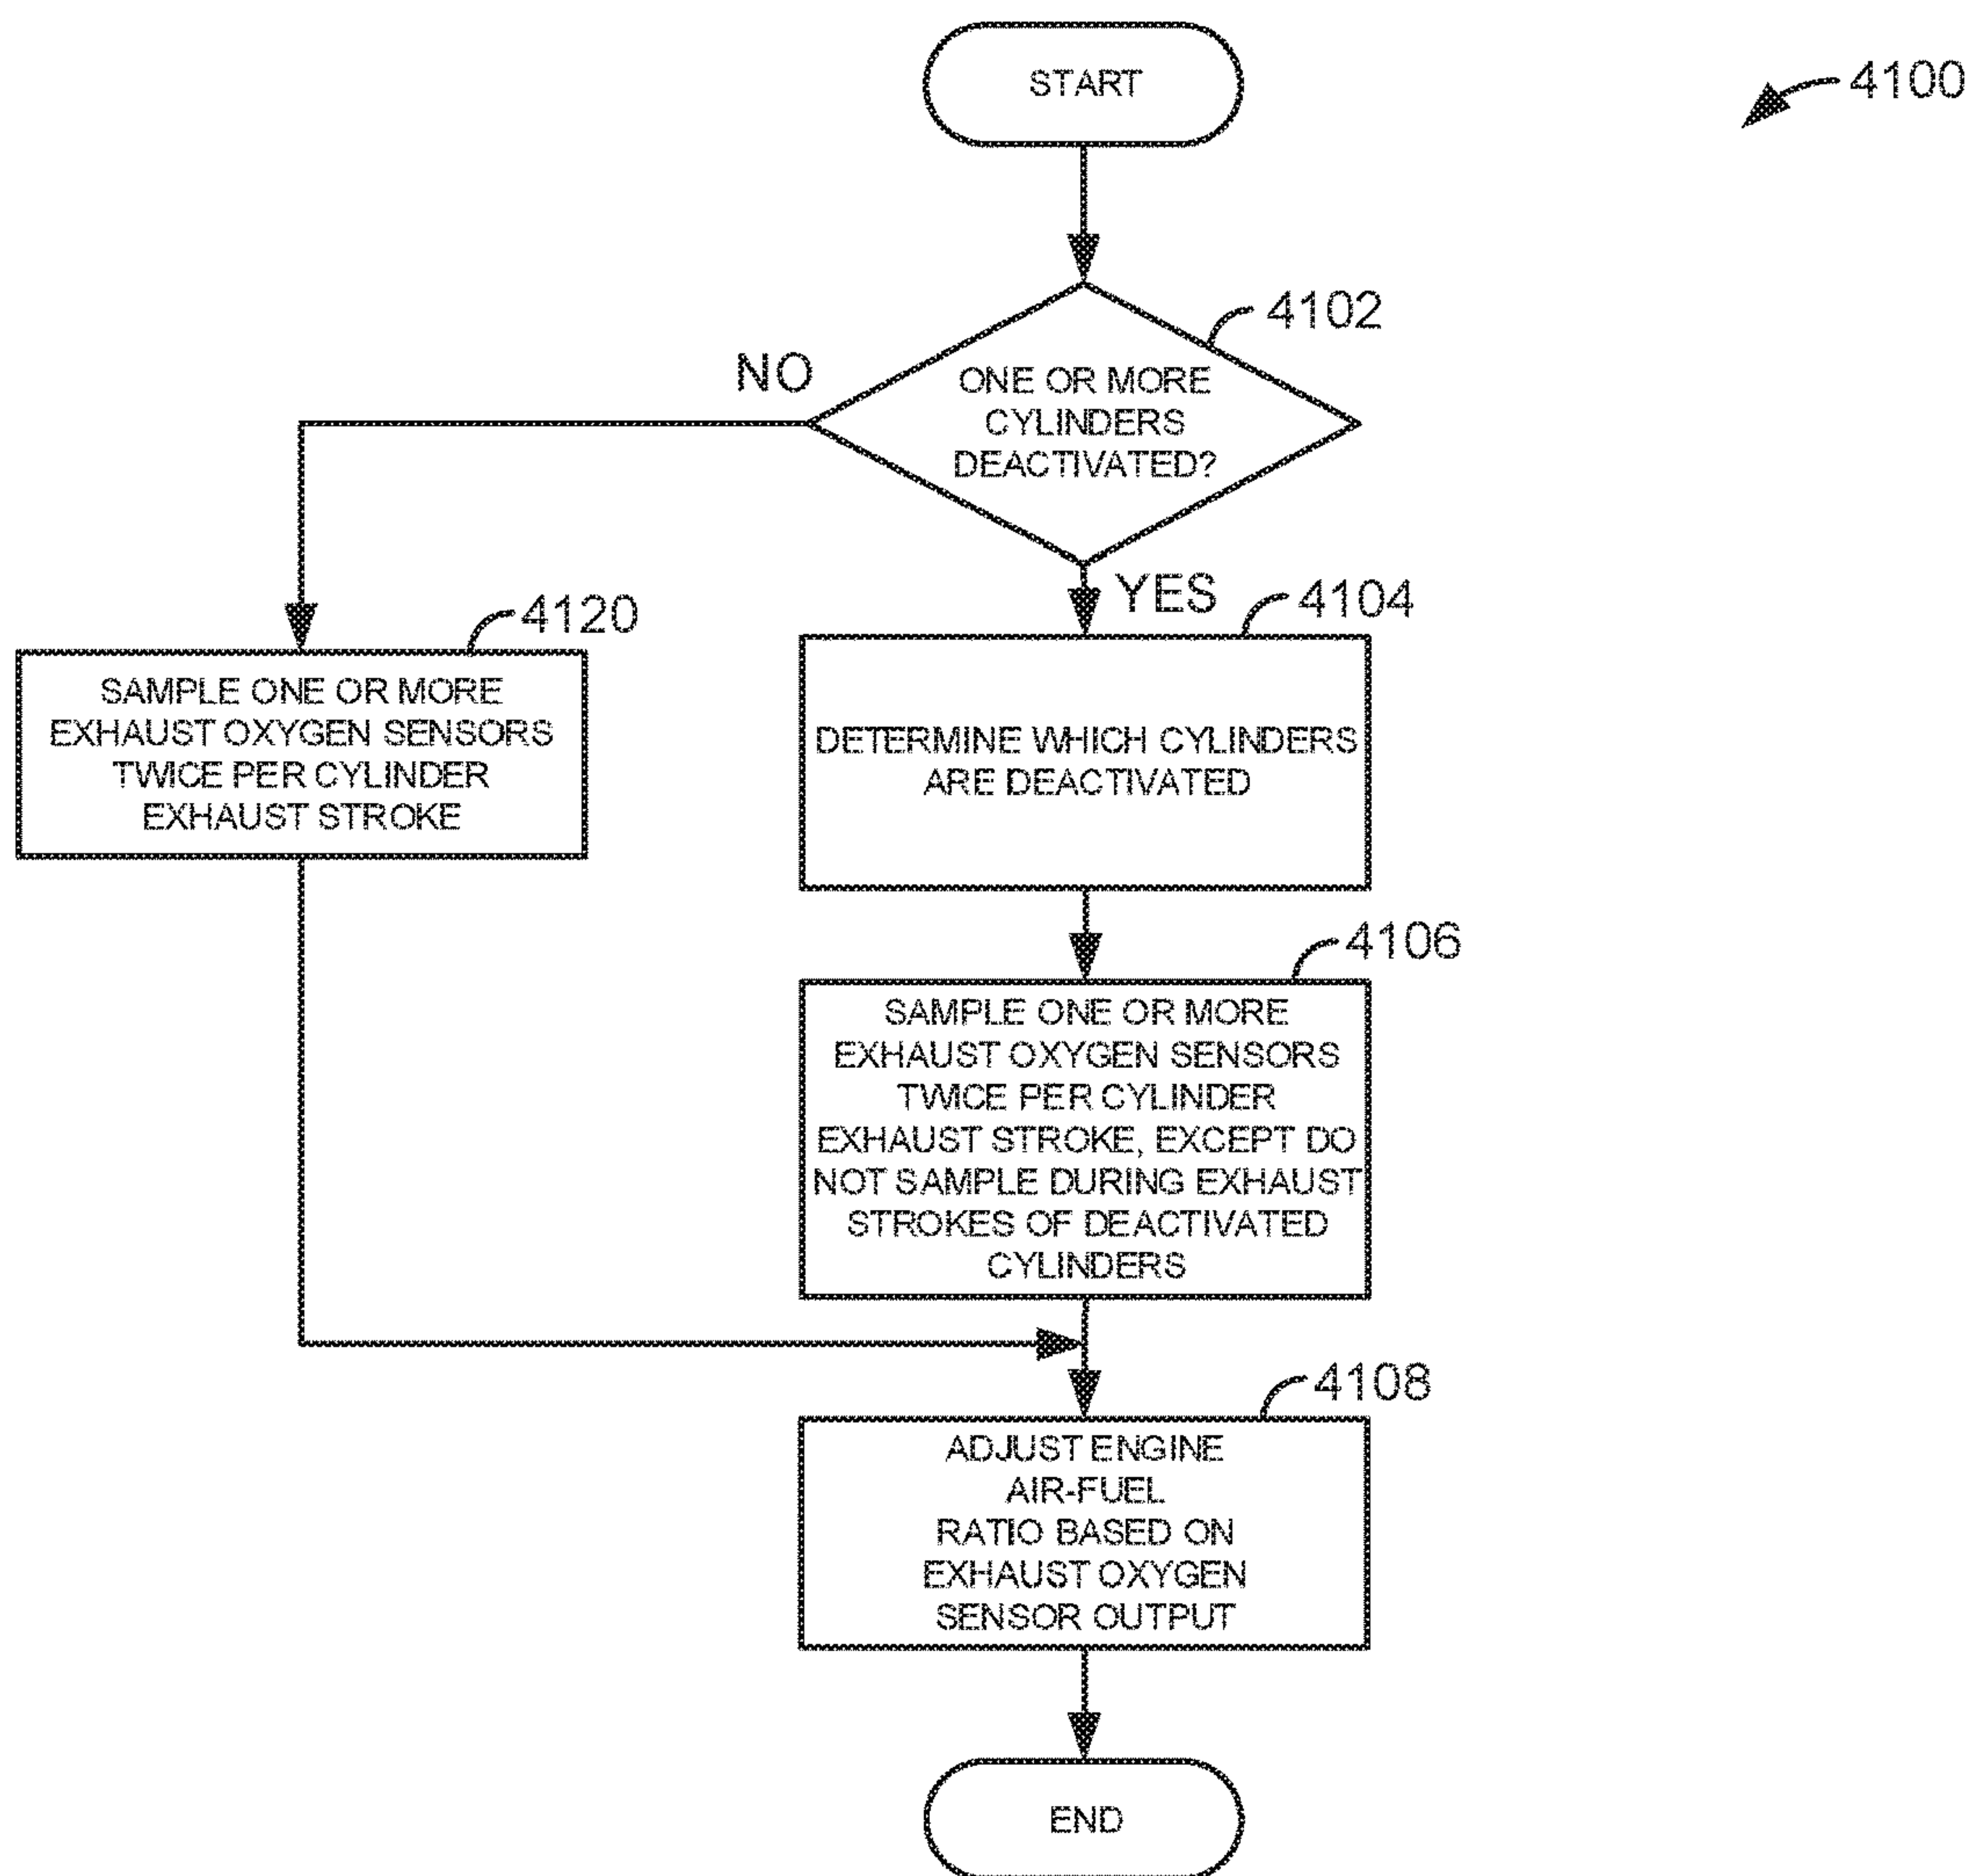 START
4100
4102
ONE OR MORE
CYLINDERS
DEACTIVATED?
NO
YES
4120
SAMPLE ONE OR MORE
EXHAUST OXYGEN SENSORS
TWICE PER CYLINDER
EXHAUST STROKE
4104
DETERMINE WHICH CYLINDERS
ARE DEACTIVATED
4106
SAMPLE ONE OR MORE
EXHAUST OXYGEN SENSORS
TWICE PER CYLINDER
EXHAUST STROKE, EXCEPT DO
NOT SAMPLE DURING EXHAUST
STROKES OF DEACTIVATED
CYLINDERS
4108
ADJUST ENGINE
AIR-FUEL
RATIO BASED ON
EXHAUST OXYGEN
SENSOR OUTPUT
END